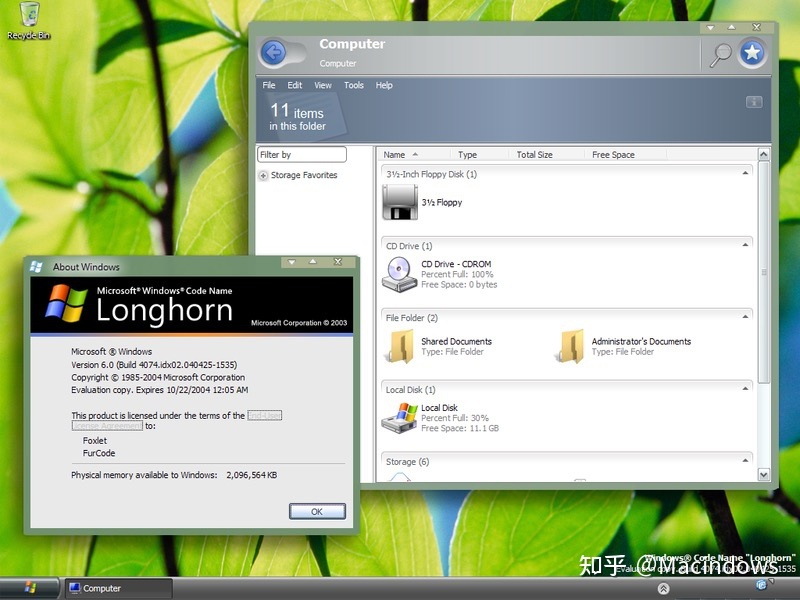 Recycle Bin
Computer
Computer
File Edit View Tools Help
11 items
in this folder
Filter by
Storage Favorites
Name Type Total Size Free Space
3½-Inch Floppy Disk (1)
3½ Floppy
CD Drive (1)
CD Drive - CDROM
Percent Full: 100%
Free Space: 0 bytes
File Folder (2)
Shared Documents
Type: File Folder
Administrator's Documents
Type: File Folder
Local Disk (1)
Local Disk
Percent Full: 30%
Free Space: 11.1 GB
Storage (6)
About Windows
Microsoft® Windows® Code Name
Longhorn
Microsoft Corporation © 2003
Microsoft ® Windows
Version 6.0 (Build 4074.idx02.040425-1535)
Copyright © 1985-2004 Microsoft Corporation
Evaluation copy. Expires 10/22/2004 12:05 AM
This product is licensed under the terms of the End-User
License Agreement to:
Foxlet
FurCode
Physical memory available to Windows: 2,096,564 KB
OK
Windows® Code Name "Longhorn"
Evaluation copy.
知乎 @Macindows
Computer